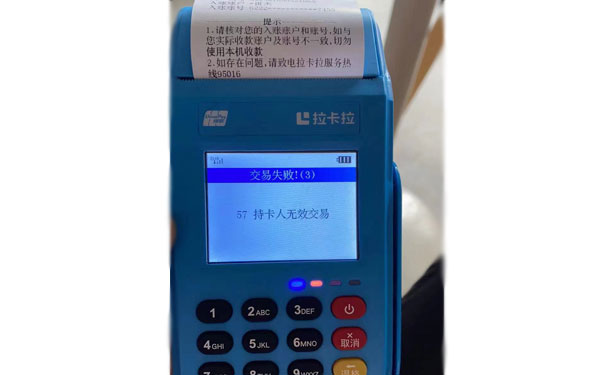 提示
1.请核对您的入账账户和账号,如与
您实际收款账户及账号不一致,切勿
使用本机收款
2.如存在问题,请致电拉卡拉服务热
线95016
拉卡拉
交易失败!(3)
57 持卡人无效交易
1 2ABC 3DEF
4GHI 5JKL 6MNO 取消